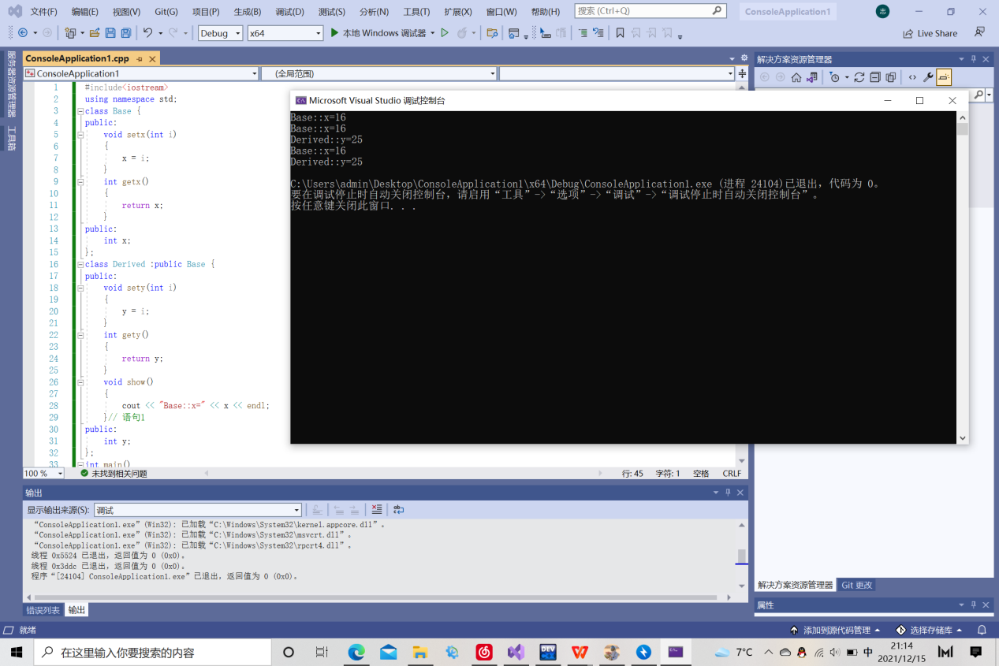 文件(F) 编辑(E) 视图(V) Git(G) 项目(P) 生成(B) 调试(D) 测试(S) 分析(N) 工具(T) 扩展(X) 窗口(W) 帮助(H) 搜索 (Ctrl+Q) ConsoleApplication1 志
Debug x64 本地 Windows 调试器 Live Share
服务器资源管理器
工具箱
ConsoleApplication1.cpp
ConsoleApplication1 (全局范围)
1 #include<iostream>
2 using namespace std;
3 class Base {
4 public:
5 void setx(int i)
6 {
7 x = i;
8 }
9 int getx()
10 {
11 return x;
12 }
13 public:
14 int x;
15 };
16 class Derived :public Base {
17 public:
18 void sety(int i)
19 {
20 y = i;
21 }
22 int gety()
23 {
24 return y;
25 }
26 void show()
27 {
28 cout << "Base::x=" << x << endl;
29 }// 语句1
30 public:
31 int y;
32 };
33 int main()
100 % 未找到相关问题 行: 45 字符: 1 空格 CRLF
Microsoft Visual Studio 调试控制台
Base::x=16
Base::x=16
Derived::y=25
Base::x=16
Derived::y=25
C:\Users\admin\Desktop\ConsoleApplication1\x64\Debug\ConsoleApplication1.exe (进程 24104)已退出，代码为 0。
要在调试停止时自动关闭控制台，请启用“工具”->“选项”->“调试”->“调试停止时自动关闭控制台”。
按任意键关闭此窗口. . .
解决方案资源管理器
解决方案资源管理器 Git 更改
属性
输出
显示输出来源(S): 调试
“ConsoleApplication1.exe”(Win32): 已加载“C:\Windows\System32\kernel.appcore.dll”。
“ConsoleApplication1.exe”(Win32): 已加载“C:\Windows\System32\msvcrt.dll”。
“ConsoleApplication1.exe”(Win32): 已加载“C:\Windows\System32\rpcrt4.dll”。
线程 0x5524 已退出，返回值为 0 (0x0)。
线程 0x3ddc 已退出，返回值为 0 (0x0)。
程序“[24104] ConsoleApplication1.exe”已退出，返回值为 0 (0x0)。
错误列表 输出
就绪 添加到源代码管理 选择存储库
在这里输入你要搜索的内容 DEV 7°C 中 21:14
2021/12/15